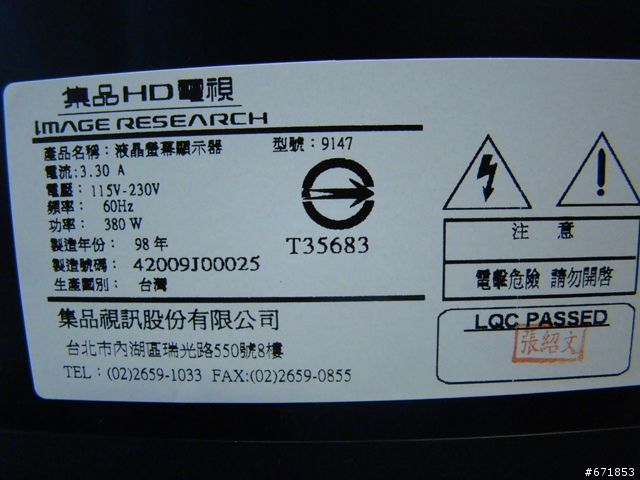 集品HD電視
IMAGE RESEARCH
產品名稱：液晶螢幕顯示器 型號：9147
電流:3.30 A
電壓：115V-230V
頻率： 60Hz
功率： 380 W
製造年份： 98 年
製造號碼： 42009J00025
生產國別： 台灣
T35683
集品視訊股份有限公司
台北市內湖區瑞光路550號8樓
TEL：(02)2659-1033 FAX:(02)2659-0855
注 意
電擊危險 請勿開啓
LQC PASSED
張紹文
#671853